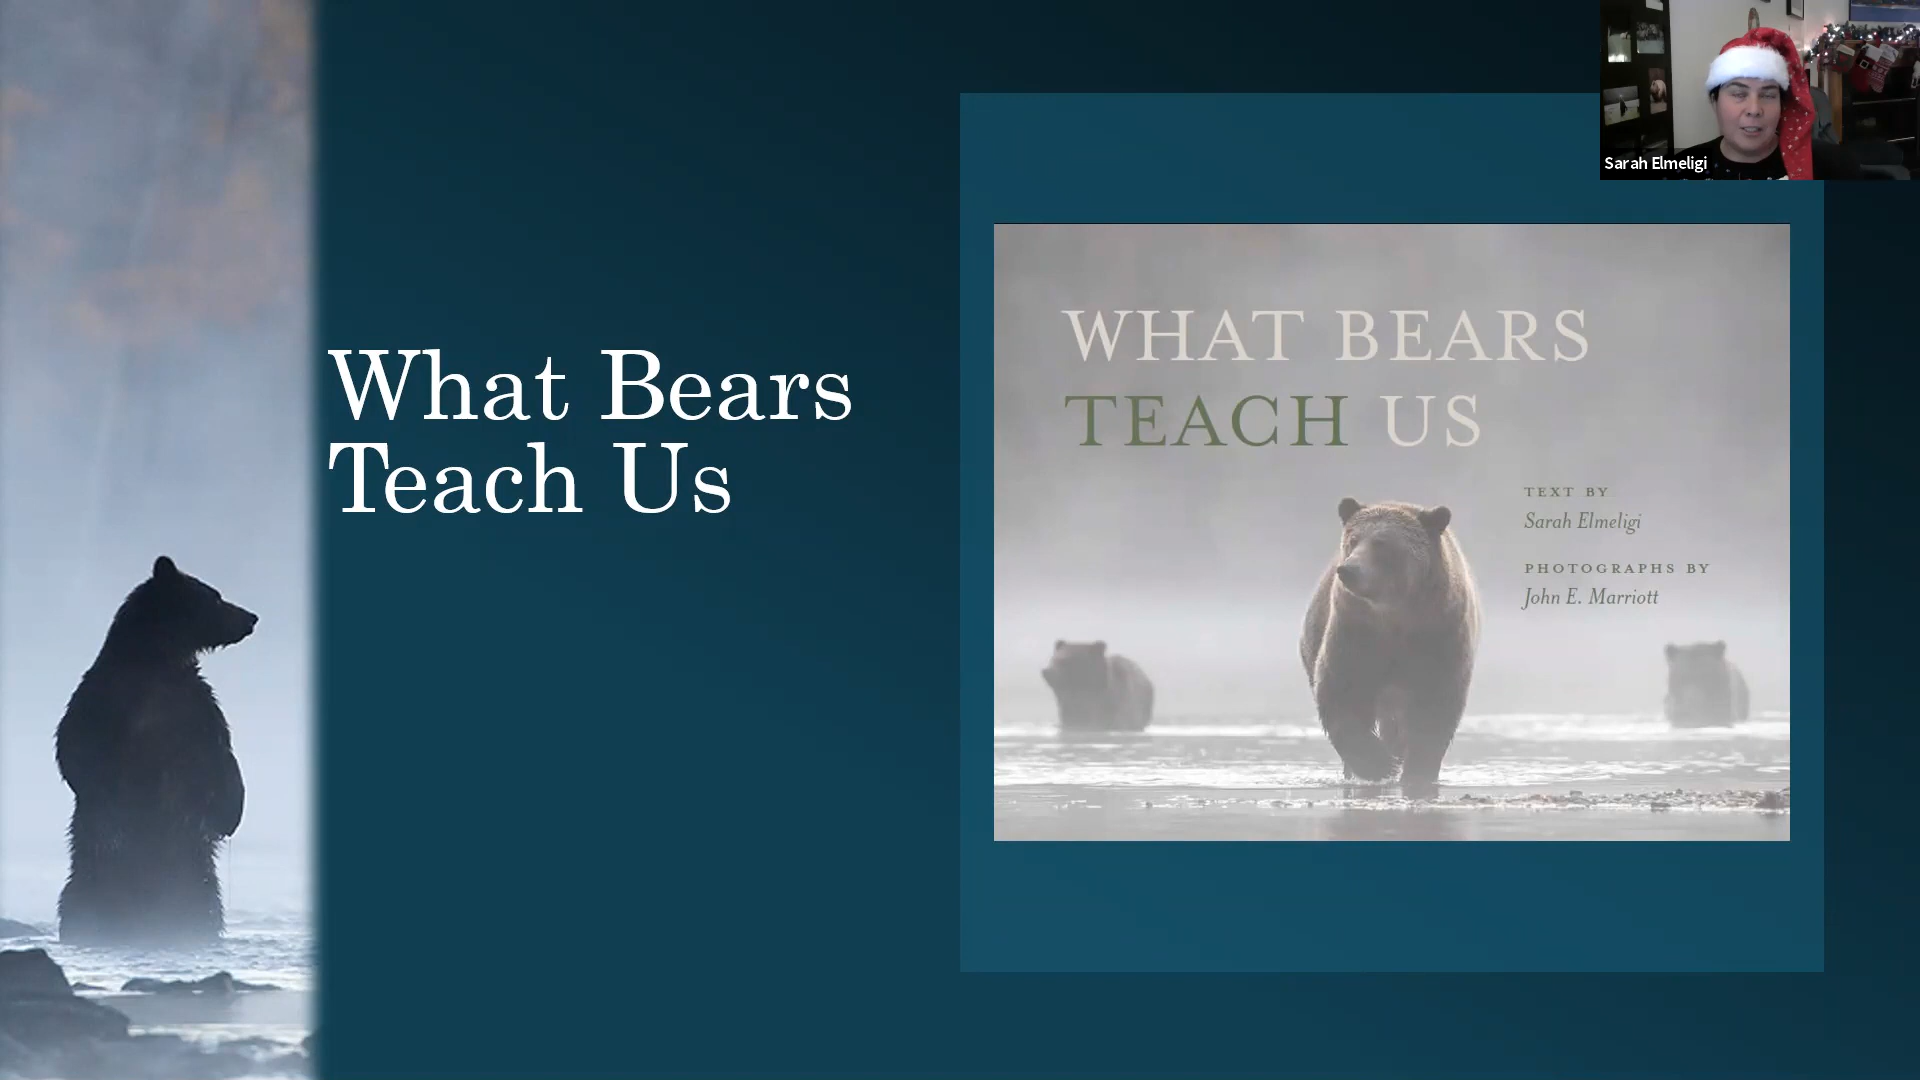 What Bears
Teach Us
WHAT BEARS
TEACH US
TEXT BY
Sarah Elmeligi
PHOTOGRAPHS BY
John E. Marriott
Sarah Elmeligi